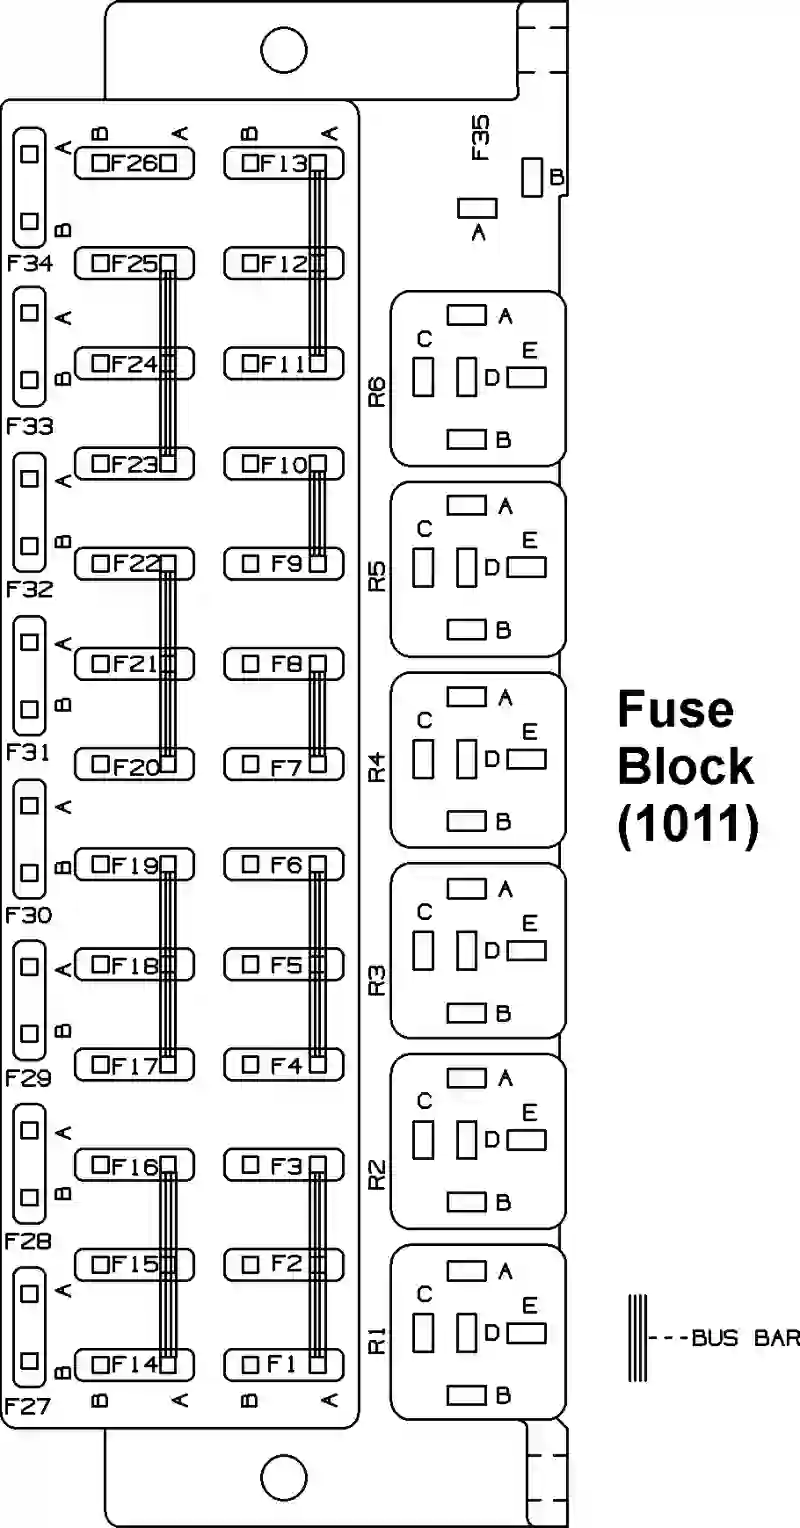 F35
B A B A
A F26 F13
B
A
B
F34
F25 F12
A
A
C
E
F24 F11
D
B
R6
B
F33
F23 F10
A
A
C
E
B
F22 F9
D
R5
F32
B
A
F21 F8
A
B
C
E
F31
F20 F7
D
R4
A
B
F19 F6
B
A
F30
C
E
A
F18 F5
D
R3
B
B
F17 F4
F29
A
C
E
A
D
F16 F3
R2
B
B
F28
F15 F2
A
A
C
E
D
R1
B
F14 F1
B
F27
B A B A
Fuse
Block
(1011)
BUS BAR